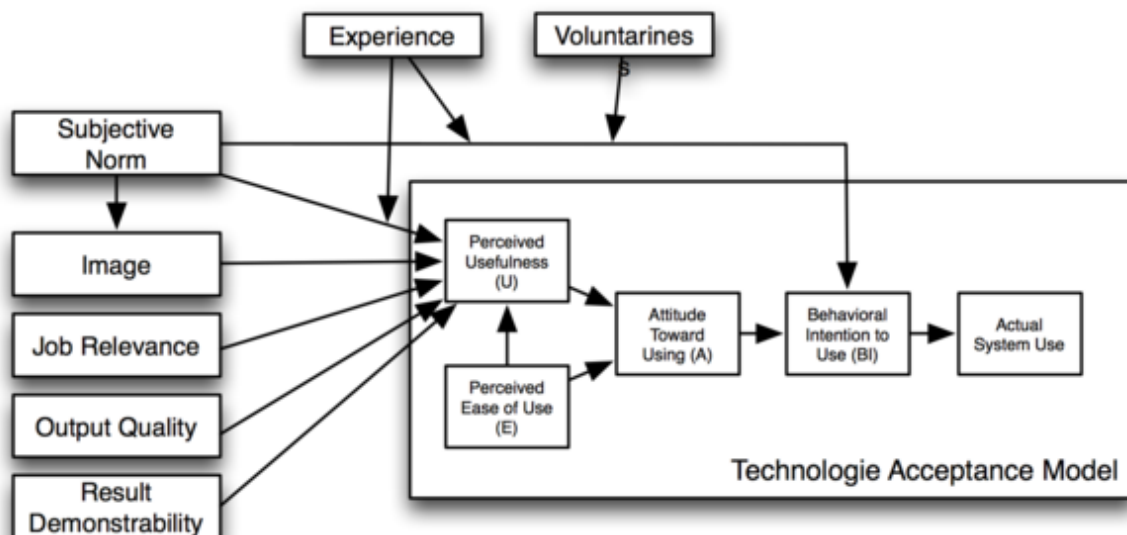 Experience
Voluntarines
s
Subjective
Norm
Image
Job Relevance
Output Quality
Result
Demonstrability
Perceived
Usefulness
(U)
Perceived
Ease of Use
(E)
Attitude
Toward
Using (A)
Behavioral
Intention to
Use (BI)
Actual
System Use
Technologie Acceptance Model